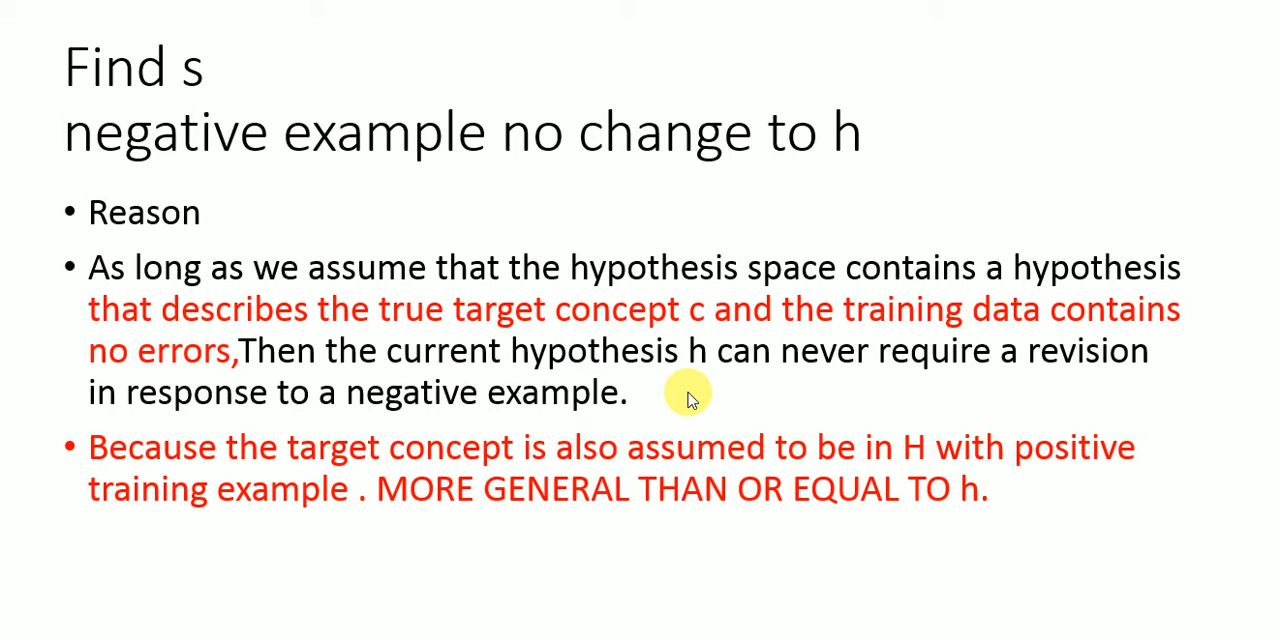 Find s
negative example no change to h
• Reason
• As long as we assume that the hypothesis space contains a hypothesis
that describes the true target concept c and the training data contains
no errors,Then the current hypothesis h can never require a revision
in response to a negative example.
• Because the target concept is also assumed to be in H with positive
training example . MORE GENERAL THAN OR EQUAL TO h.